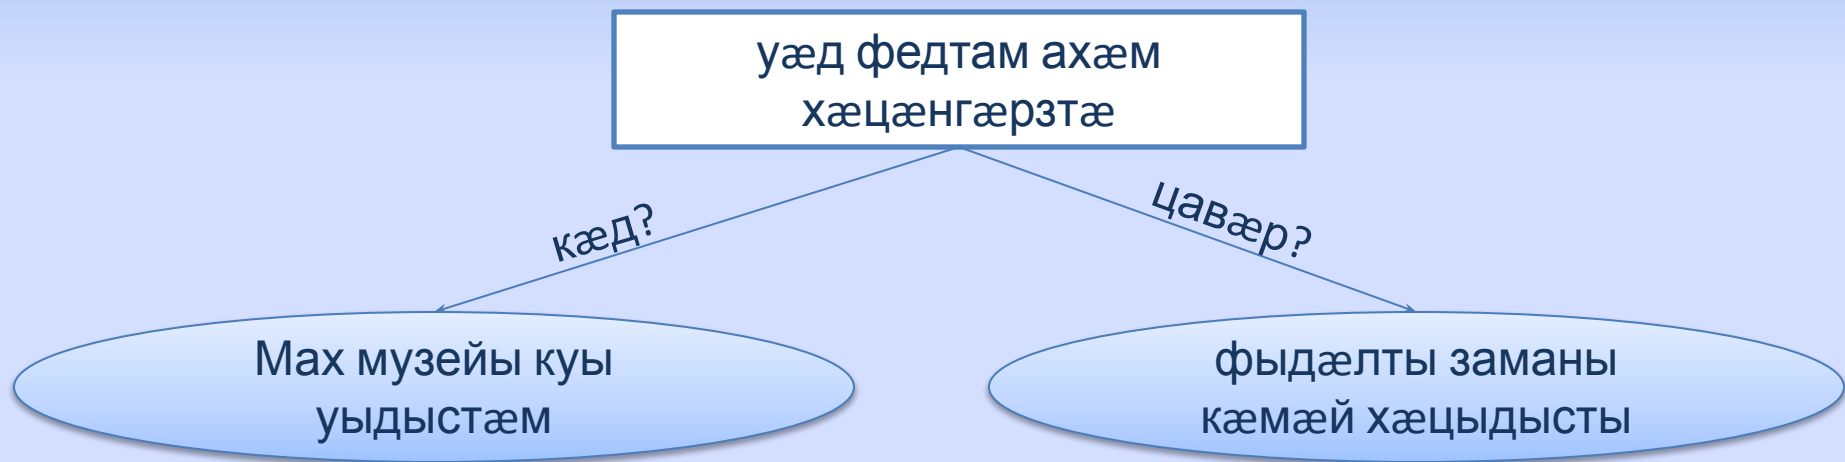 уæд федтам ахæм
хæцæнгæрзтæ
кæд?
цавæр?
Мах музейы куы
уыдыстæм
фыдæлты заманы
кæмæй хæцыдысты